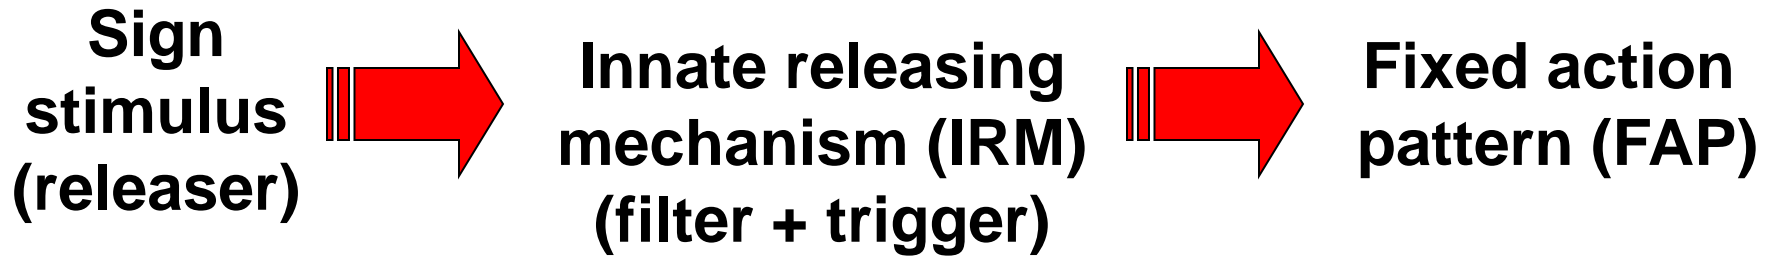 Sign
stimulus
(releaser)
Innate releasing
mechanism (IRM)
(filter + trigger)
Fixed action
pattern (FAP)